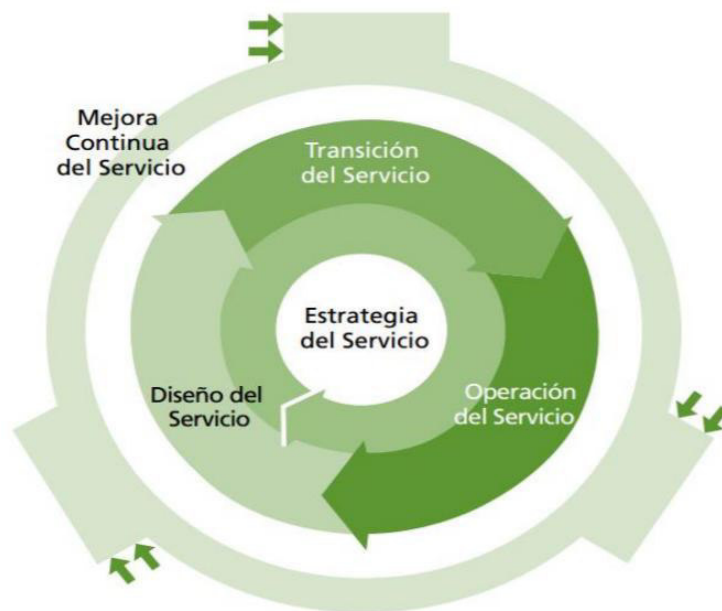 Mejora
Continua
del Servicio
Transición
del Servicio
Estrategia
del Servicio
Diseño del
Servicio
Operación
del Servicio